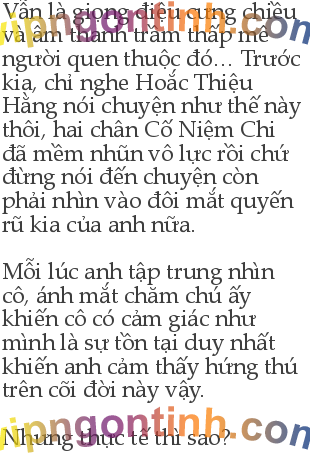 Vẫn là giọng điệu cưng chiều
và âm thanh trầm thấp mê
người quen thuộc đó... Trước
kia, chỉ nghe Hoắc Thiệu
Hằng nói chuyện như thế này
thôi, hai chân Cố Niệm Chi
đã mềm nhũn vô lực rồi chứ
đừng nói đến chuyện còn
phải nhìn vào đôi mắt quyến
rũ kia của anh nữa.
Mỗi lúc anh tập trung nhìn
cô, ánh mắt chăm chú ấy
khiến cô có cảm giác như
mình là sự tồn tại duy nhất
khiến anh cảm thấy hứng thú
trên cõi đời này vậy.
Nhưng thực tế thì sao?
vipngontinh.com
vipngontinh.com